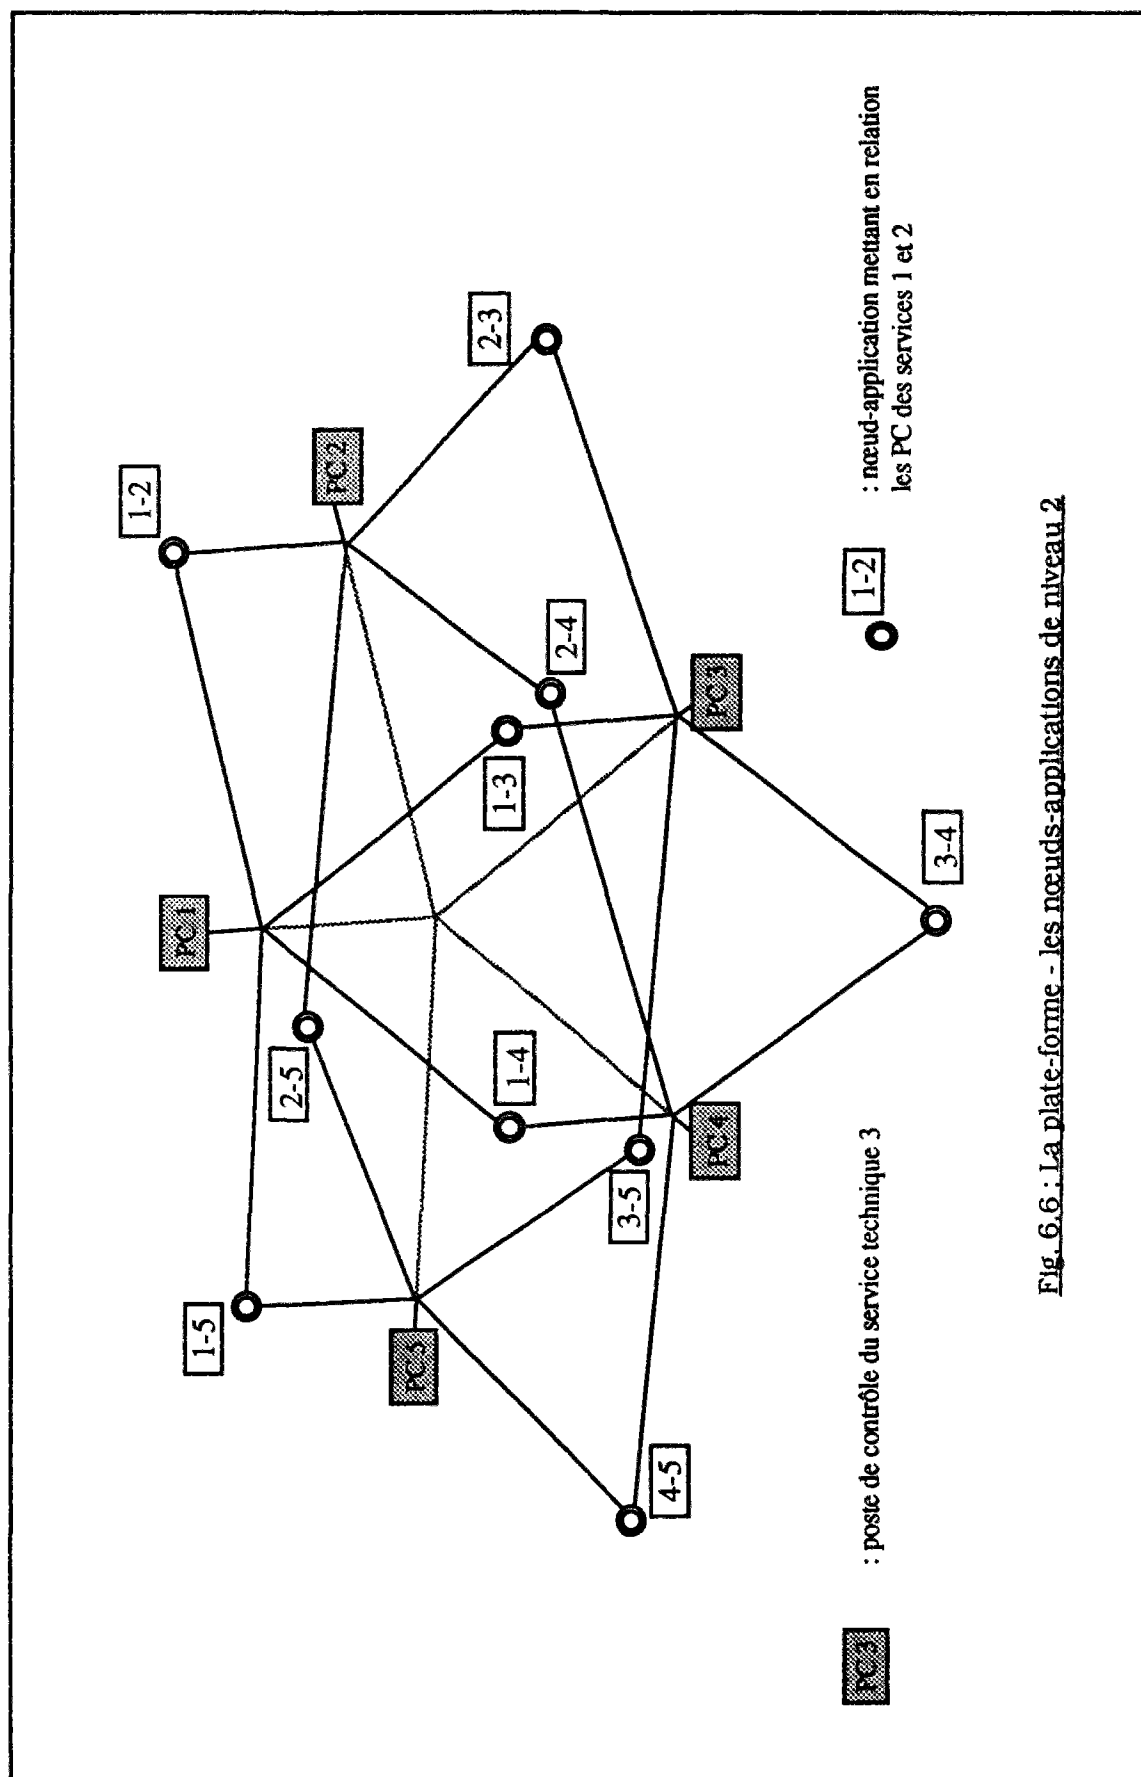 1-2
PC 2
2-3
PC 1
1-3
2-4
2-5
1-4
PC 3
1-5
PC 5
3-5
PC 4
3-4
4-5
PC 3
: poste de contrôle du service technique 3
1-2
: nœud-application mettant en relation
les PC des services 1 et 2
Fig. 6.6 : La plate-forme - les nœuds-applications de niveau 2